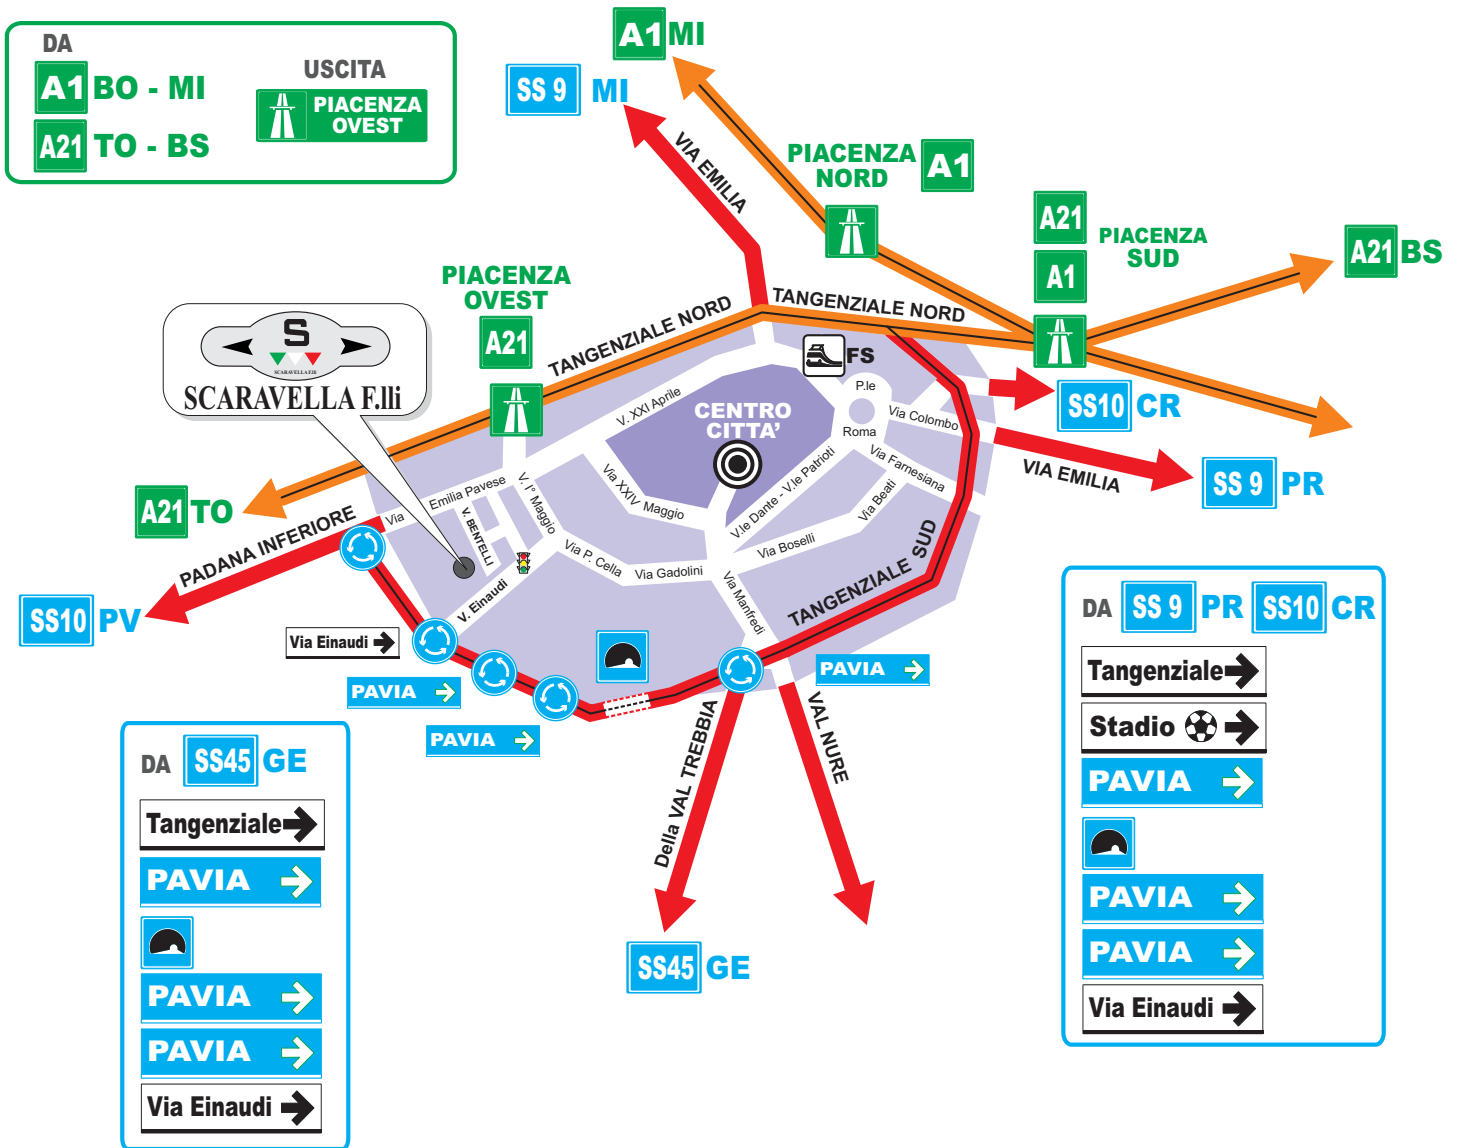 DA
A1 BO - MI
A21 TO - BS
USCITA
PIACENZA
OVEST
A1 MI
SS 9 MI
VIA EMILIA
PIACENZA
NORD
A1
A21
A1
PIACENZA
SUD
A21 BS
PIACENZA
OVEST
A21
TANGENZIALE NORD
TANGENZIALE NORD
S
SCARAVELLA F.lli
SCARAVELLA F.lli
FS
P.le
Roma
Via Colombo
SS10 CR
VIA EMILIA
SS 9 PR
V. XXI Aprile
CENTRO
CITTA'
Via Farnesiana
Via XXIV Maggio
V.le Dante - V.le Patrioti
Via Beati
Via Boselli
Via Emilia Pavese
V. I° Maggio
V. BENTELLI
Via P. Cella
Via Gadolini
Via Manfredi
V. Einaudi
TANGENZIALE SUD
A21 TO
PADANA INFERIORE
SS10 PV
Via Einaudi
PAVIA
PAVIA
PAVIA
Della VAL TREBBIA
VAL NURE
SS45 GE
DA SS45 GE
Tangenziale
PAVIA
PAVIA
PAVIA
Via Einaudi
DA SS 9 PR SS10 CR
Tangenziale
Stadio
PAVIA
PAVIA
PAVIA
Via Einaudi